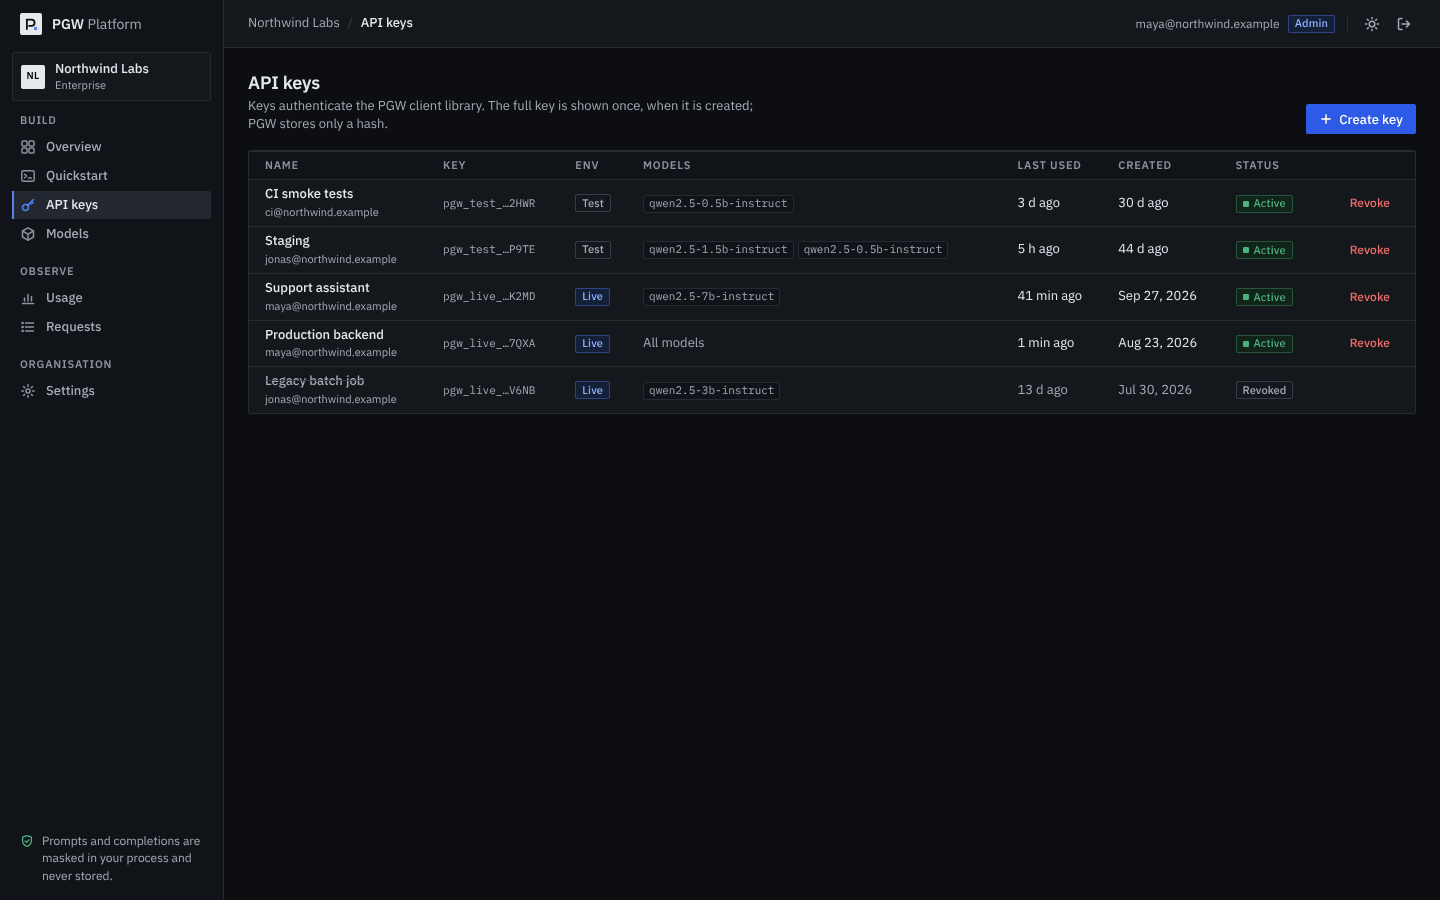 PGW Platform
Northwind Labs / API keys
maya@northwind.example Admin
NL
Northwind Labs
Enterprise
BUILD
Overview
Quickstart
API keys
Models
OBSERVE
Usage
Requests
ORGANISATION
Settings
Prompts and completions are
masked in your process and
never stored.
API keys
Keys authenticate the PGW client library. The full key is shown once, when it is created;
PGW stores only a hash.
Create key
NAME KEY ENV MODELS LAST USED CREATED STATUS
CI smoke tests
ci@northwind.example
pgw_test_…2HWR Test qwen2.5-0.5b-instruct 3 d ago 30 d ago Active Revoke
Staging
jonas@northwind.example
pgw_test_…P9TE Test qwen2.5-1.5b-instruct qwen2.5-0.5b-instruct 5 h ago 44 d ago Active Revoke
Support assistant
maya@northwind.example
pgw_live_…K2MD Live qwen2.5-7b-instruct 41 min ago Sep 27, 2026 Active Revoke
Production backend
maya@northwind.example
pgw_live_…7QXA Live All models 1 min ago Aug 23, 2026 Active Revoke
Legacy batch job
jonas@northwind.example
pgw_live_…V6NB Live qwen2.5-3b-instruct 13 d ago Jul 30, 2026 Revoked